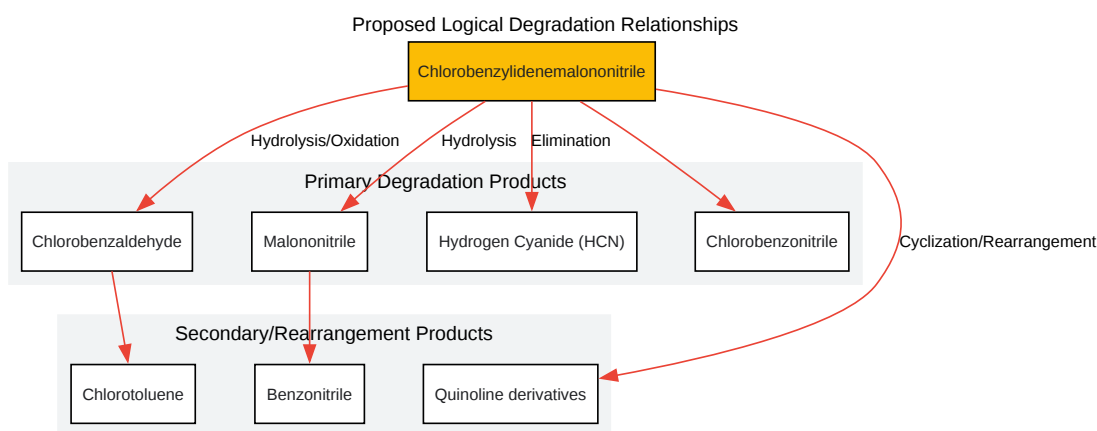 Proposed Logical Degradation Relationships
Chlorobenzylidenemalononitrile
Hydrolysis/Oxidation
Hydrolysis
Elimination
Primary Degradation Products
Chlorobenzaldehyde
Malononitrile
Hydrogen Cyanide (HCN)
Chlorobenzonitrile
Cyclization/Rearrangement
Secondary/Rearrangement Products
Chlorotoluene
Benzonitrile
Quinoline derivatives